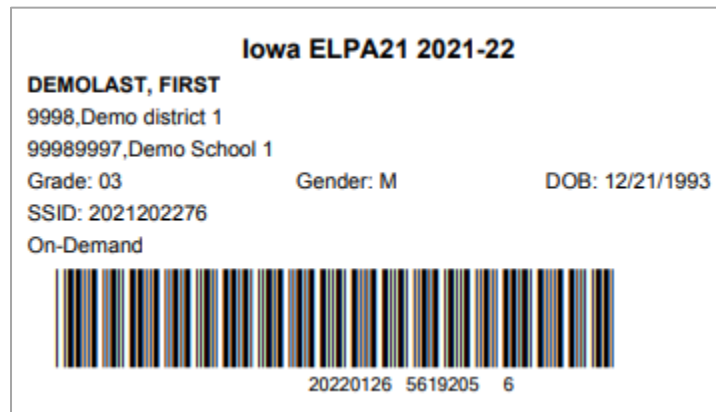 Iowa ELPA21 2021-22
DEMOLAST, FIRST
9998,Demo district 1
99989997,Demo School 1
Grade: 03 Gender: M DOB: 12/21/1993
SSID: 2021202276
On-Demand
20220126 5619205 6